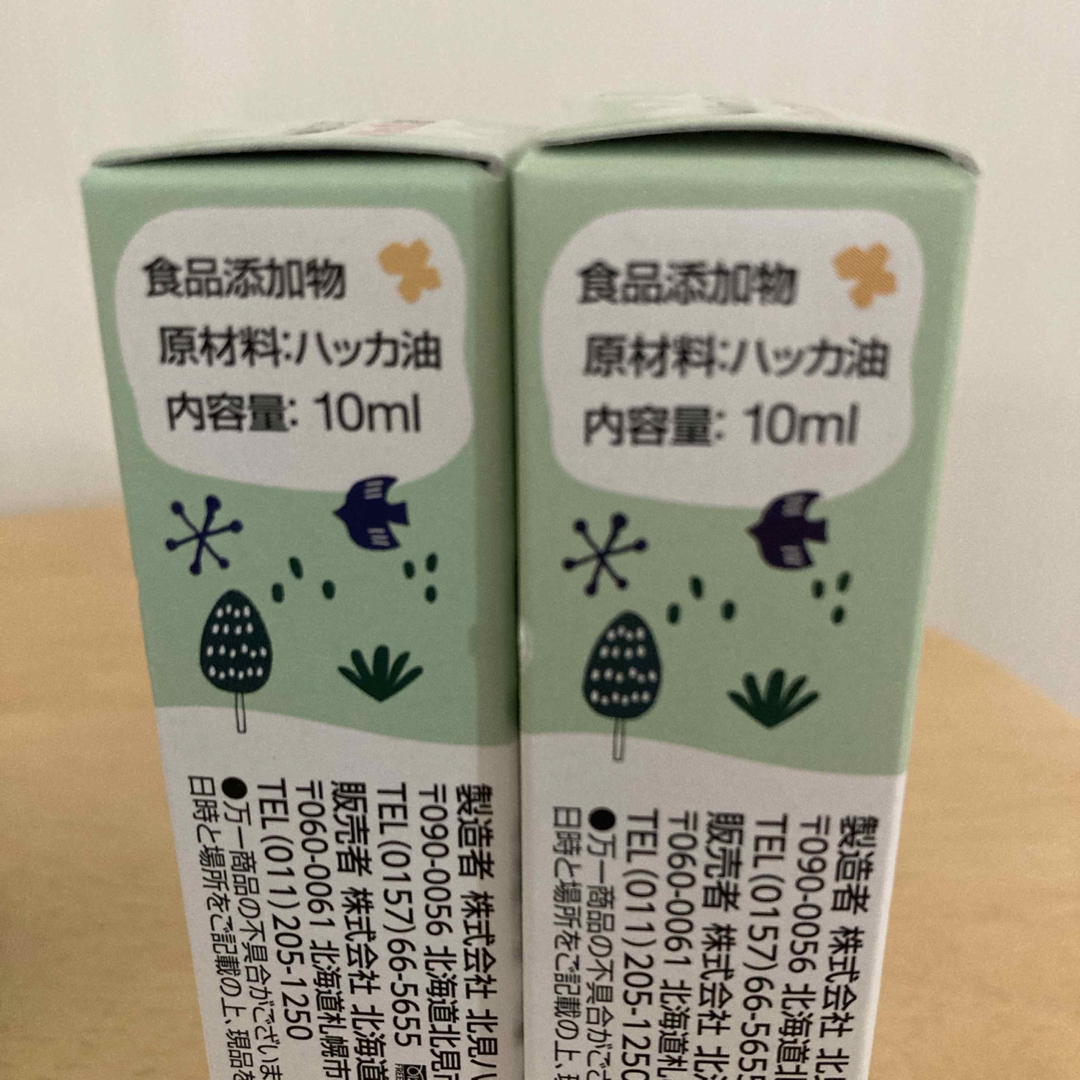 食品添加物
原材料:ハッカ油
内容量: 10ml
製造者 株式会社 北見ハ
〒090-0056 北海道北見市
TEL(0157)66-5655
販売者 株式会社 北海道
〒060-0061 北海道札幌市
TEL(011)205-1250
●万一商品の不具合がございま
日時と場所をご記載の上、現品を
食品添加物
原材料:ハッカ油
内容量: 10ml
製造者 株式会社 北
〒090-0056 北海道
TEL(0157)66-565
販売者 株式会社 北
〒060-0061 北海道札
TEL(011)205-1250
●万一商品の不具合がご
日時と場所をご記載の上、